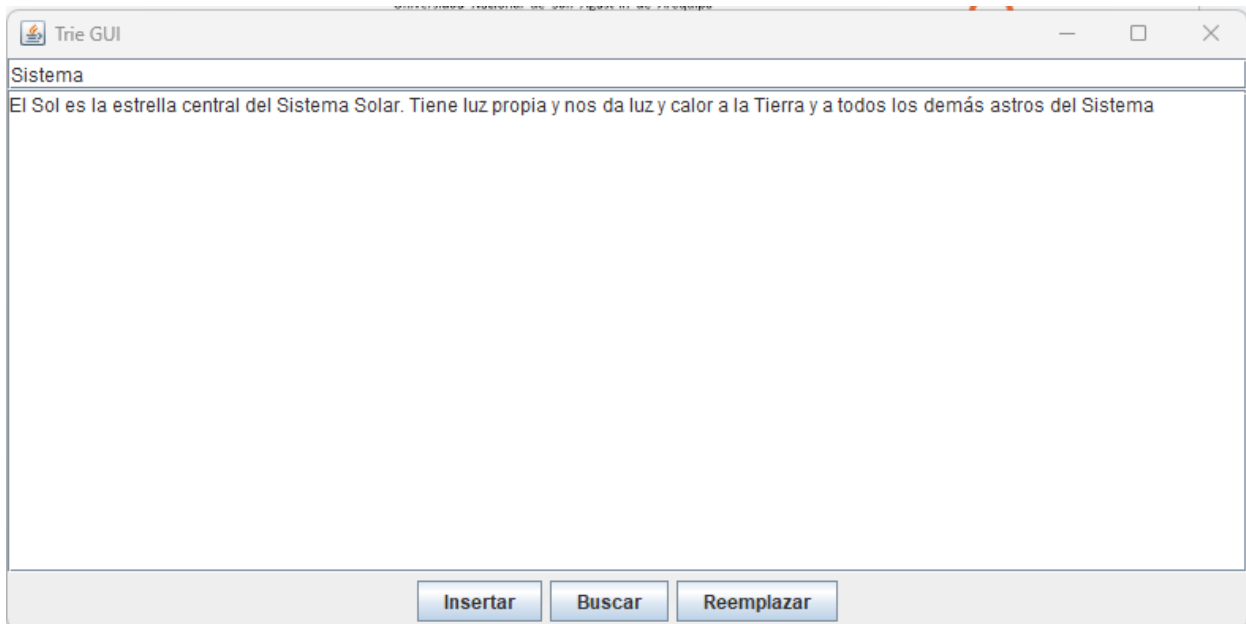 Trie GUI
Sistema
El Sol es la estrella central del Sistema Solar. Tiene luz propia y nos da luz y calor a la Tierra y a todos los demás astros del Sistema
Insertar Buscar Reemplazar